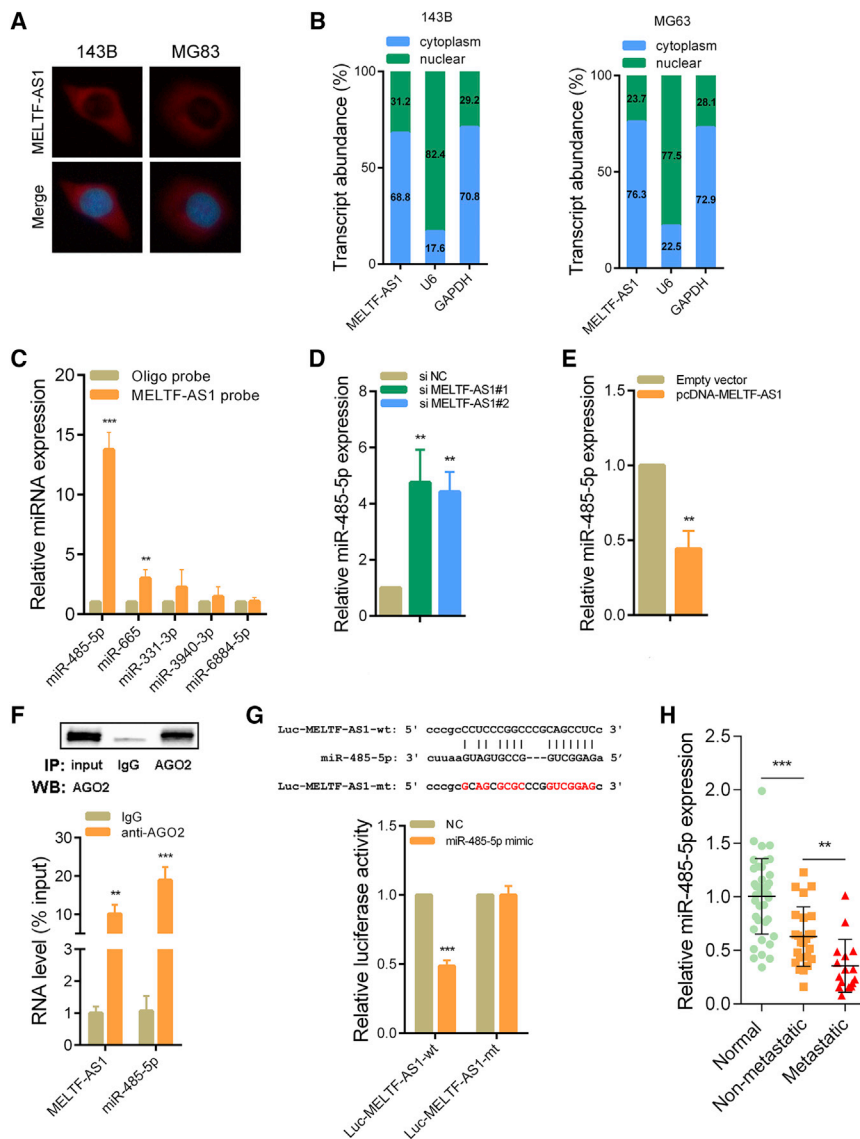 A
143B
MG83
MELTF-AS1
Merge
B
143B
cytoplasm
nuclear
Transcript abundance (%)
100
50
0
31.2
68.8
82.4
17.6
29.2
70.8
MELTF-AS1
U6
GAPDH
MG63
cytoplasm
nuclear
Transcript abundance (%)
100
50
0
23.7
76.3
77.5
22.5
28.1
72.9
MELTF-AS1
U6
GAPDH
C
Oligo probe
MELTF-AS1 probe
Relative miRNA expression
20
15
10
5
0
***
**
miR-485-5p
miR-665
miR-331-3p
miR-3940-3p
miR-6884-5p
D
si NC
si MELTF-AS1#1
si MELTF-AS1#2
Relative miR-485-5p expression
8
6
4
2
0
**
**
E
Empty vector
pcDNA-MELTF-AS1
Relative miR-485-5p expression
1.5
1.0
0.5
0.0
**
F
IP: input IgG AGO2
WB:
AGO2
IgG
anti-AGO2
RNA level (% input)
30
20
10
2
1
0
**
***
MELTF-AS1
miR-485-5p
G
Luc-MELTF-AS1-wt: 5' cccgcCCUCCCGGCCCGCAGCCUCc 3'
miR-485-5p: 3' cuuaaGUAGUGCCG---GUCGGAGa 5'
Luc-MELTF-AS1-mt: 5' cccgcGCAGCGCGCCCGGUCGGAGc 3'
NC
miR-485-5p mimic
Relative luciferase activity
1.5
1.0
0.5
0.0
***
Luc-MELTF-AS1-wt
Luc-MELTF-AS1-mt
H
Relative miR-485-5p expression
2.5
2.0
1.5
1.0
0.5
0.0
***
**
Normal
Non-metastatic
Metastatic